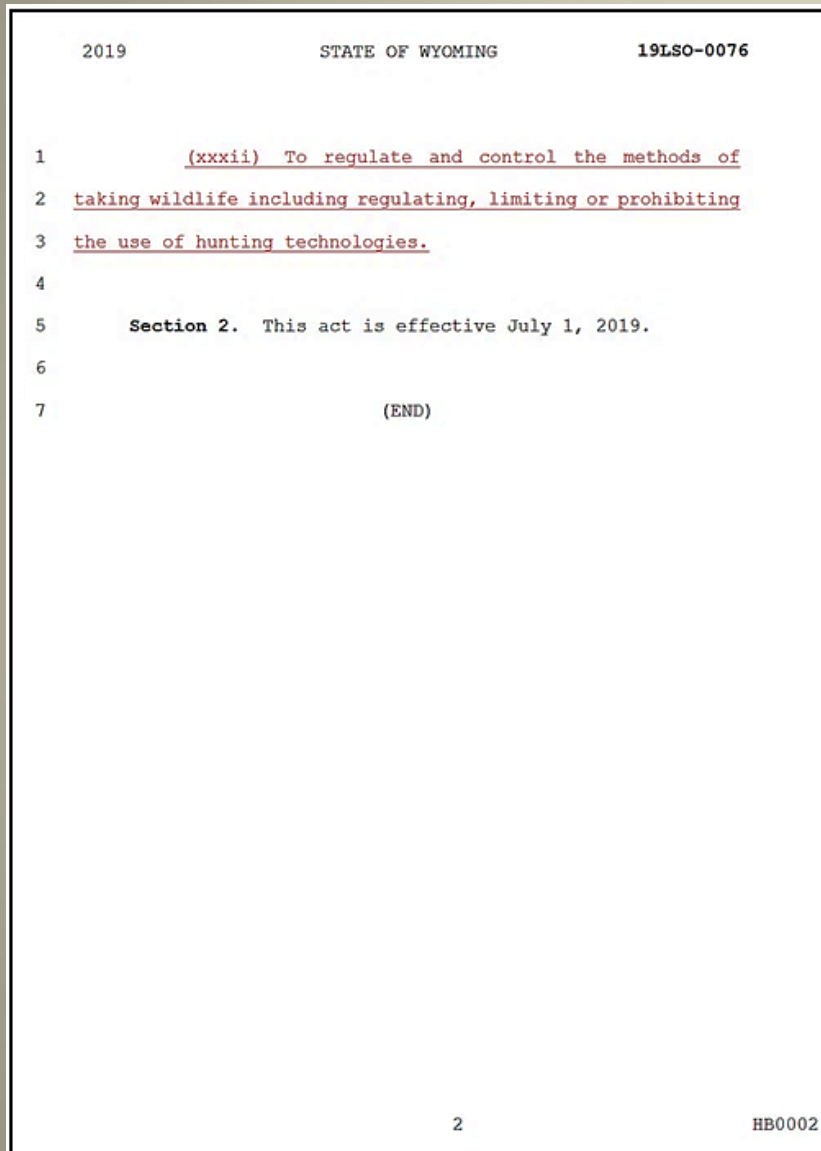 2019 STATE OF WYOMING 19LSO-0076
1 (xxxii) To regulate and control the methods of
2 taking wildlife including regulating, limiting or prohibiting
3 the use of hunting technologies.
4
5 Section 2. This act is effective July 1, 2019.
6
7 (END)
2 HB0002